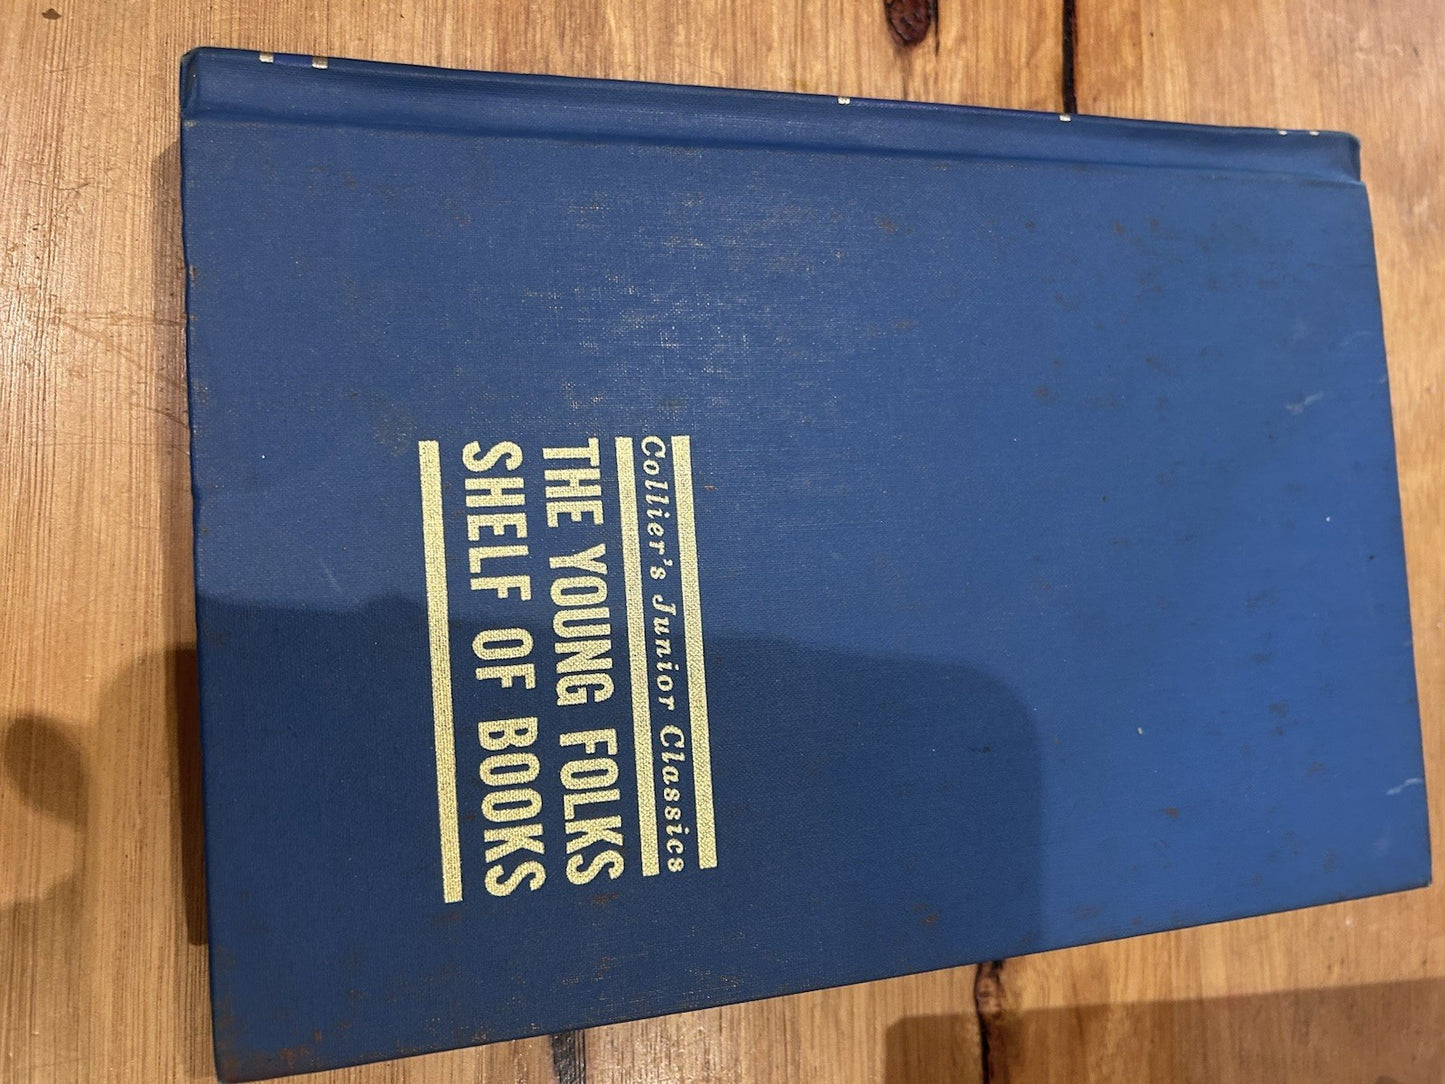 Collier's Junior Classics
THE YOUNG FOLKS
SHELF OF BOOKS